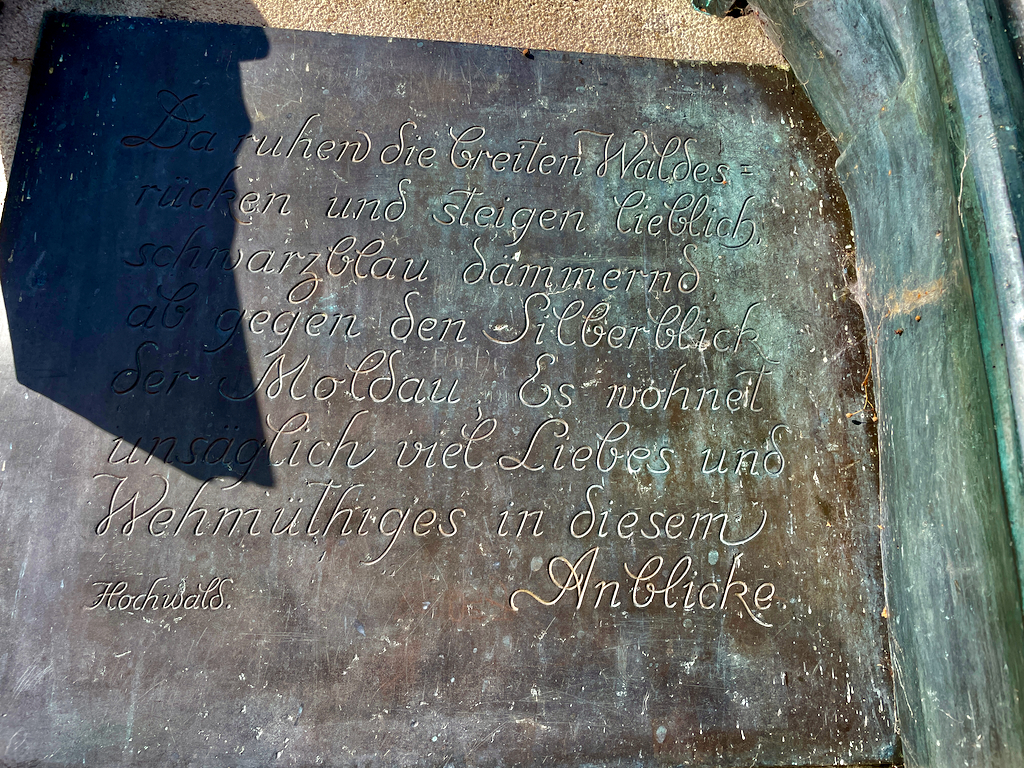 Da ruhen die breiten Waldes=
rücken und steigen lieblich
schwarzblau dämmernd,
ab gegen den Silberblick
der Moldau. Es wohnet
unsäglich viel Liebes und
Wehmüthiges in diesem
Anblicke.
Hochwald.